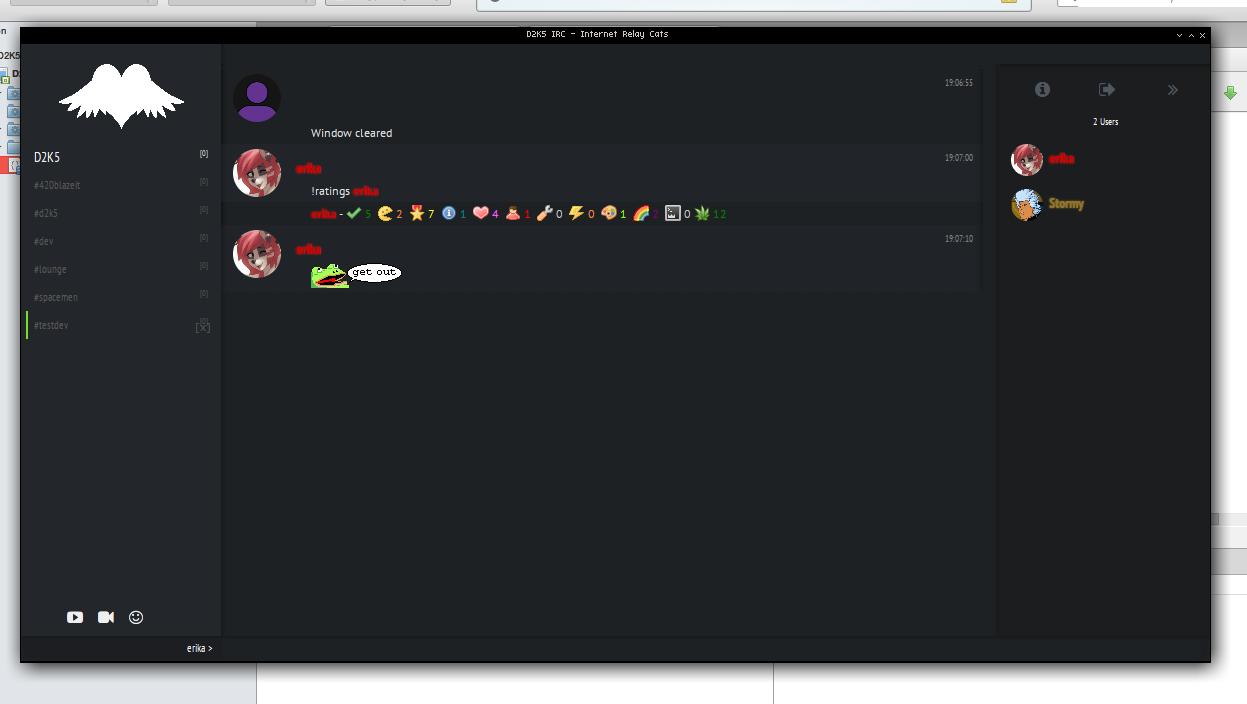 D2K5 IRC - Internet Relay Cats
D2K5 [0]
#420blazeit [0]
#d2k5 [0]
#dev [0]
#lounge [0]
#spacemen [0]
#testdev [X]
19:06:55
Window cleared
erika 19:07:00
!ratings erika
erika - 5 2 7 1 4 1 0 0 1 2 0 12
erika 19:07:10
get out
2 Users
erika
Stormy
erika >